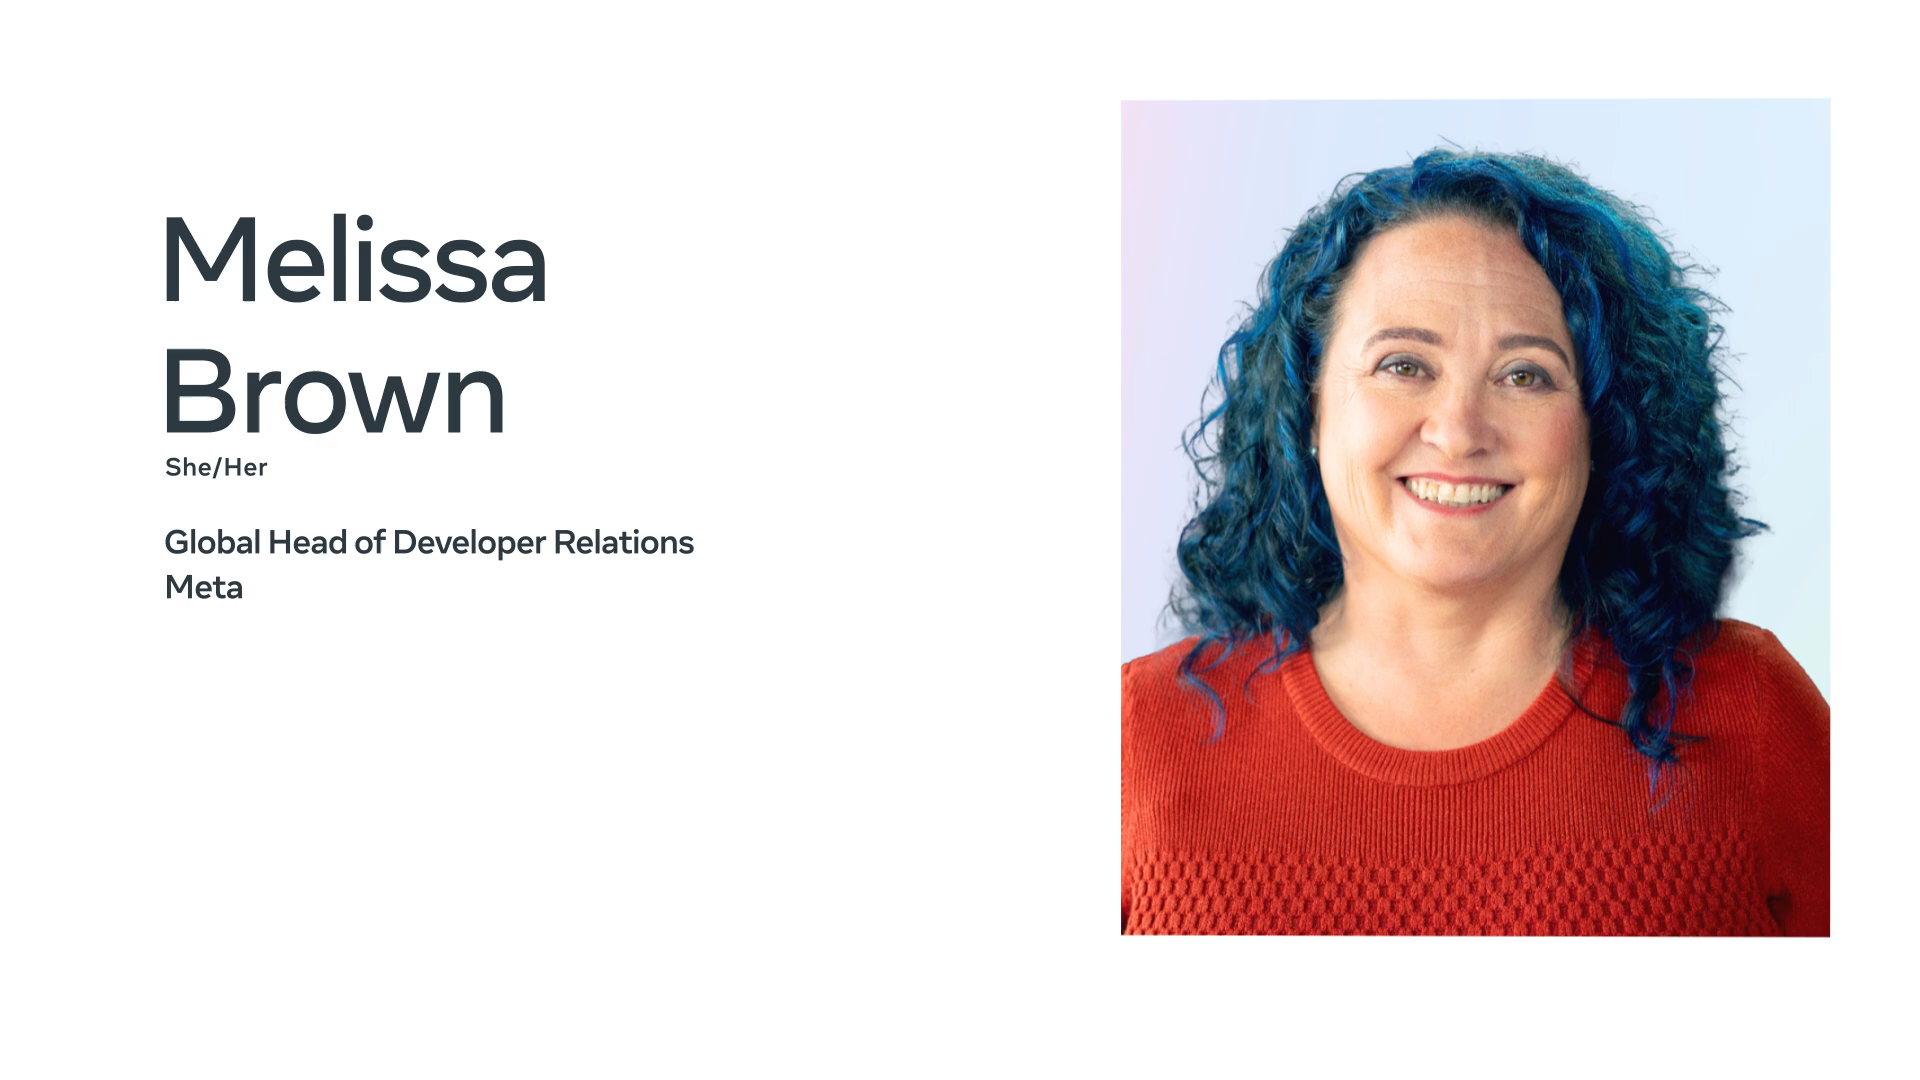 Melissa
Brown
She/Her
Global Head of Developer Relations
Meta